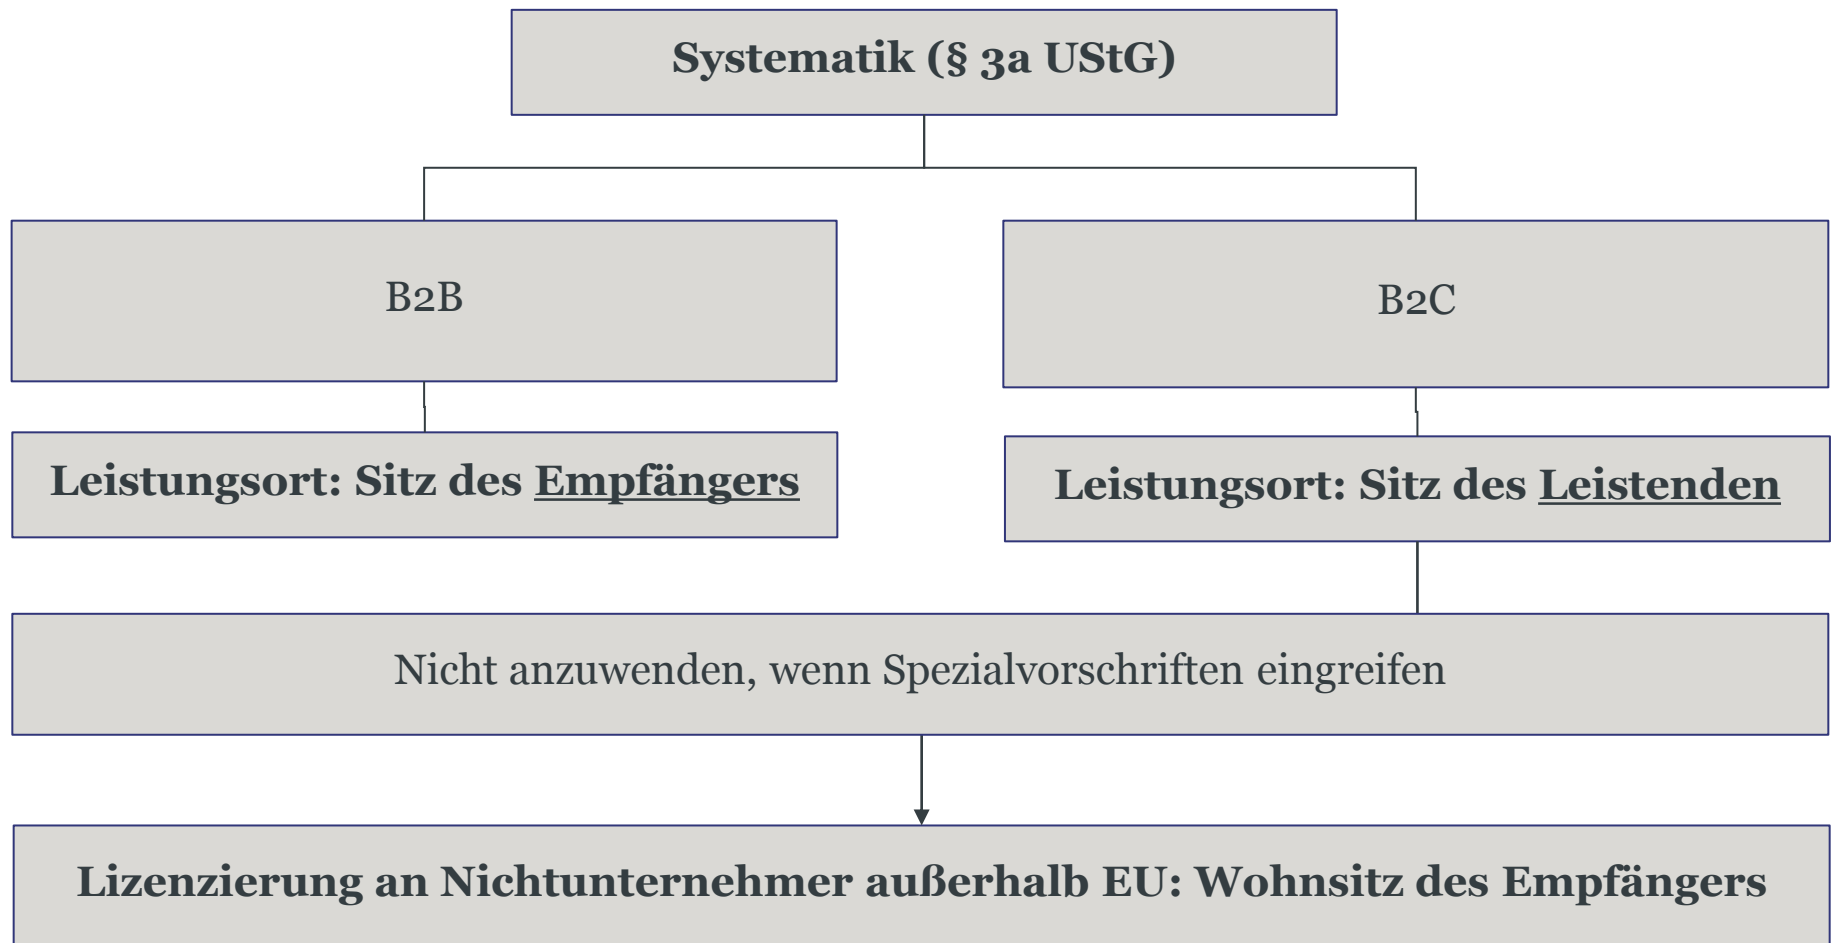 Systematik (§ 3a UStG)
B2B
B2C
Leistungsort: Sitz des Empfängers
Leistungsort: Sitz des Leistenden
Nicht anzuwenden, wenn Spezialvorschriften eingreifen
Lizenzierung an Nichtunternehmer außerhalb EU: Wohnsitz des Empfängers